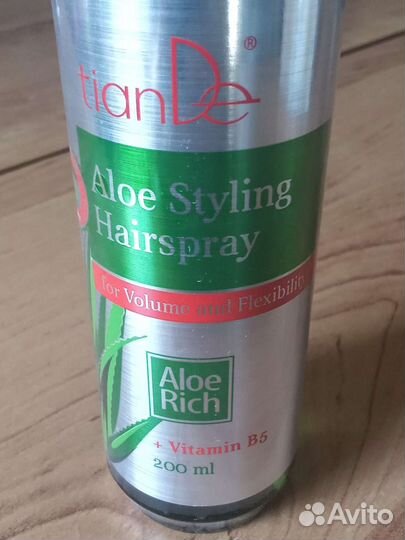 tianDe ®
Aloe Styling
Hairspray
for Volume and Flexibility
Aloe
Rich
+ Vitamin B5
200 ml
Avito